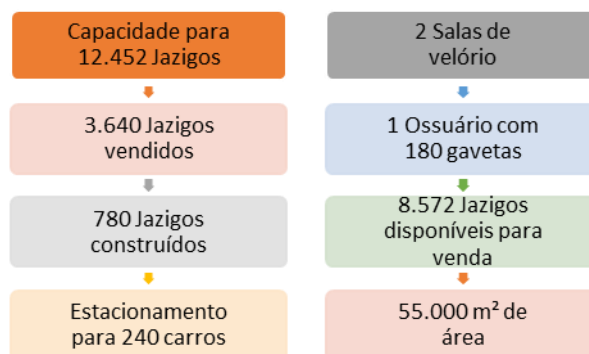 Capacidade para
12.452 Jazigos
3.640 Jazigos
vendidos
780 Jazigos
construídos
Estacionamento
para 240 carros
2 Salas de
velório
1 Ossuário com
180 gavetas
8.572 Jazigos
disponíveis para
venda
55.000 m² de
área